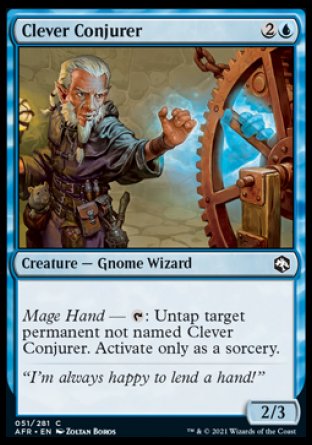 Clever Conjurer 2
Creature — Gnome Wizard
Mage Hand — : Untap target
permanent not named Clever
Conjurer. Activate only as a sorcery.
“I’m always happy to lend a hand!”
2/3
051/281 C
AFR • EN Zoltan Boros
™ & © 2021 Wizards of the Coast